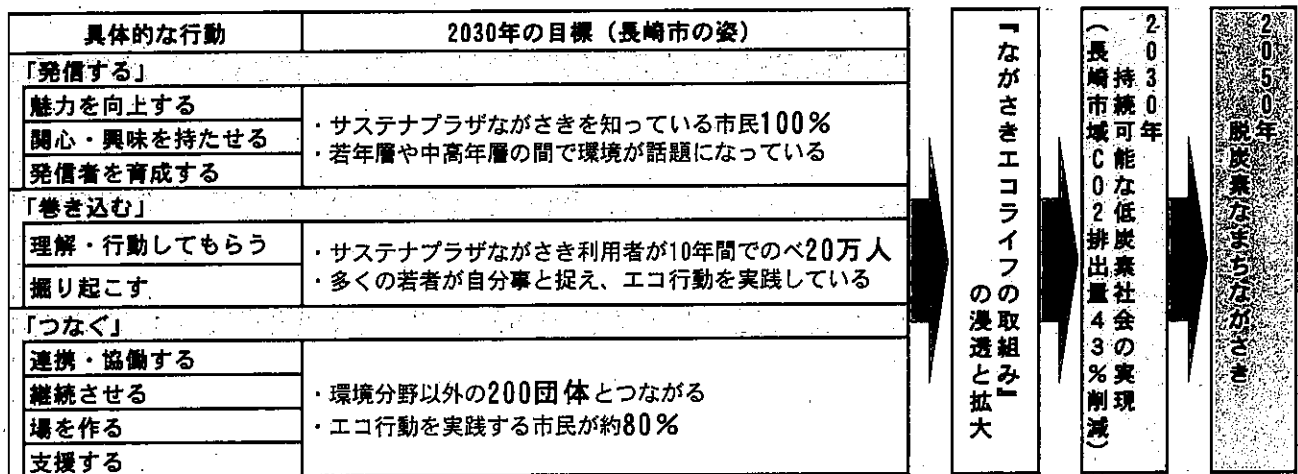 具体的な行動
2030年の目標（長崎市の姿）
「発信する」
魅力を向上する
関心・興味を持たせる
発信者を育成する
・サステナプラザながさきを知っている市民100％
・若年層や中高年層の間で環境が話題になっている
「巻き込む」
理解・行動してもらう
掘り起こす
・サステナプラザながさき利用者が10年間でのべ20万人
・多くの若者が自分事と捉え、エコ行動を実践している
「つなぐ」
連携・協働する
継続させる
場を作る
支援する
・環境分野以外の200団体とつながる
・エコ行動を実践する市民が約80％
『ながさきエコライフの取組み』
の浸透と拡大
2030年
持続可能な低炭素社会の実現
（長崎市域CO2排出量43％削減）
2050年
脱炭素なまちながさき